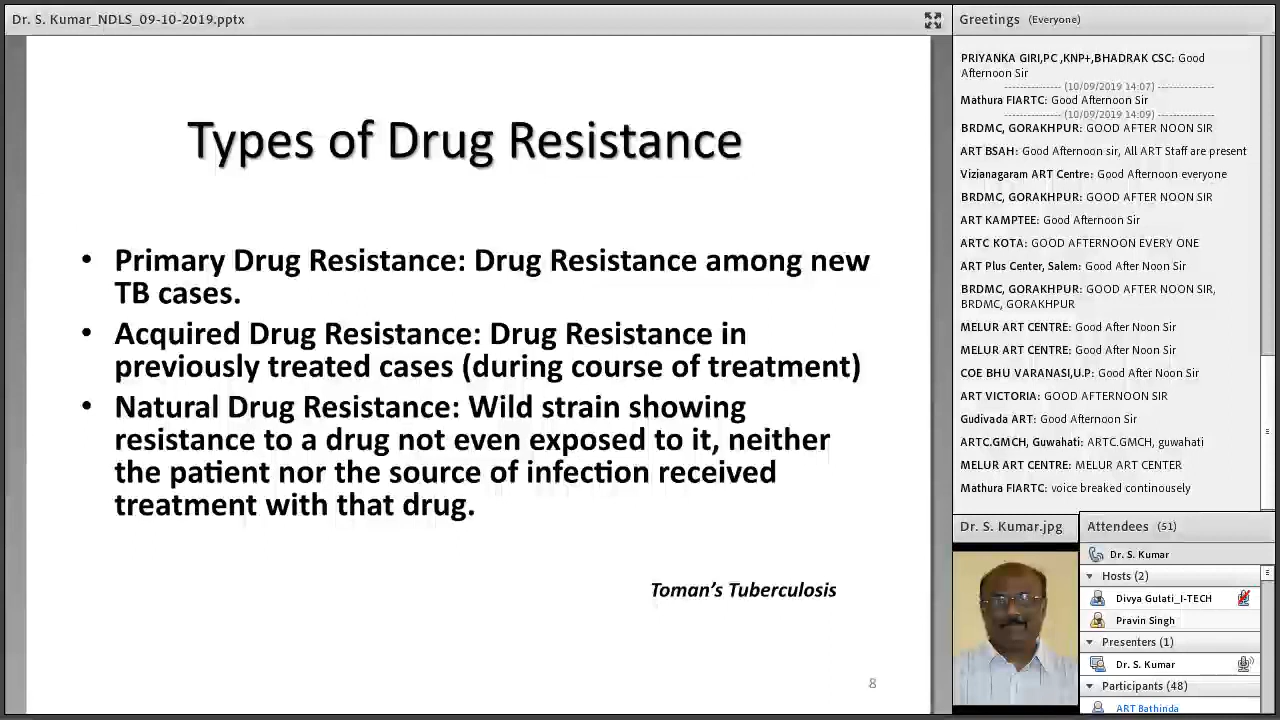 Dr. S. Kumar_NDLS_09-10-2019.pptx
Types of Drug Resistance
• Primary Drug Resistance: Drug Resistance among new
TB cases.
• Acquired Drug Resistance: Drug Resistance in
previously treated cases (during course of treatment)
• Natural Drug Resistance: Wild strain showing
resistance to a drug not even exposed to it, neither
the patient nor the source of infection received
treatment with that drug.
Toman's Tuberculosis
8
Greetings (Everyone)
PRIYANKA GIRI,PC ,KNP+,BHADRAK CSC: Good
Afternoon Sir
---------------- (10/09/2019 14:07) --------------
Mathura FIARTC: Good Afternoon Sir
---------------- (10/09/2019 14:09) --------------
BRDMC, GORAKHPUR: GOOD AFTER NOON SIR
ART BSAH: Good Afternoon sir, All ART Staff are present
Vizianagaram ART Centre: Good Afternoon everyone
BRDMC, GORAKHPUR: GOOD AFTER NOON SIR
ART KAMPTEE: Good Afternoon Sir
ARTC KOTA: GOOD AFTERNOON EVERY ONE
ART Plus Center, Salem: Good After Noon Sir
BRDMC, GORAKHPUR: GOOD AFTER NOON SIR,
BRDMC, GORAKHPUR
MELUR ART CENTRE: Good After Noon Sir
MELUR ART CENTRE: Good After Noon Sir
COE BHU VARANASI,U.P: Good After Noon Sir
ART VICTORIA: GOOD AFTERNOON SIR
Gudivada ART: Good Afternoon Sir
ARTC.GMCH, Guwahati: ARTC.GMCH, guwahati
MELUR ART CENTRE: MELUR ART CENTER
Mathura FIARTC: voice breaked continousely
Dr. S. Kumar.jpg
Attendees (51)
Dr. S. Kumar
Hosts (2)
Divya Gulati_I-TECH
Pravin Singh
Presenters (1)
Dr. S. Kumar
Participants (48)
ART Bathinda